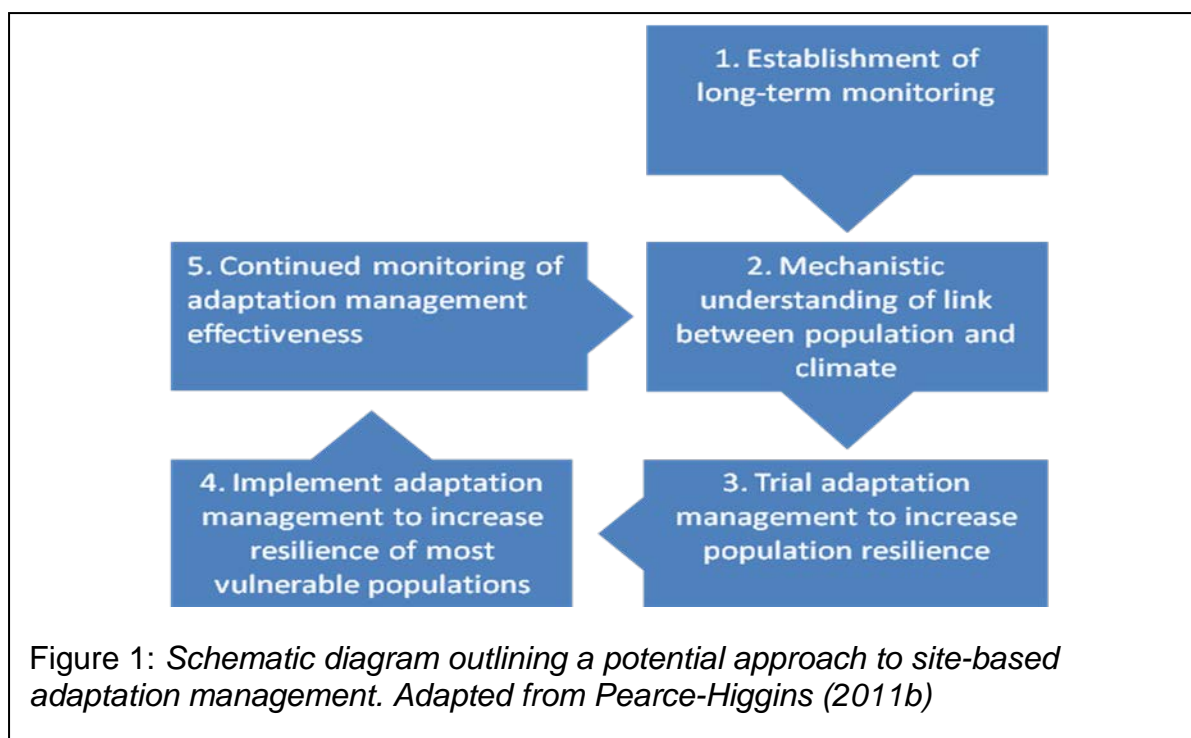 1. Establishment of
long-term monitoring
2. Mechanistic
understanding of link
between population and
climate
3. Trial adaptation
management to increase
population resilience
4. Implement adaptation
management to increase
resilience of most
vulnerable populations
5. Continued monitoring of
adaptation management
effectiveness
Figure 1: Schematic diagram outlining a potential approach to site-based
adaptation management. Adapted from Pearce-Higgins (2011b)